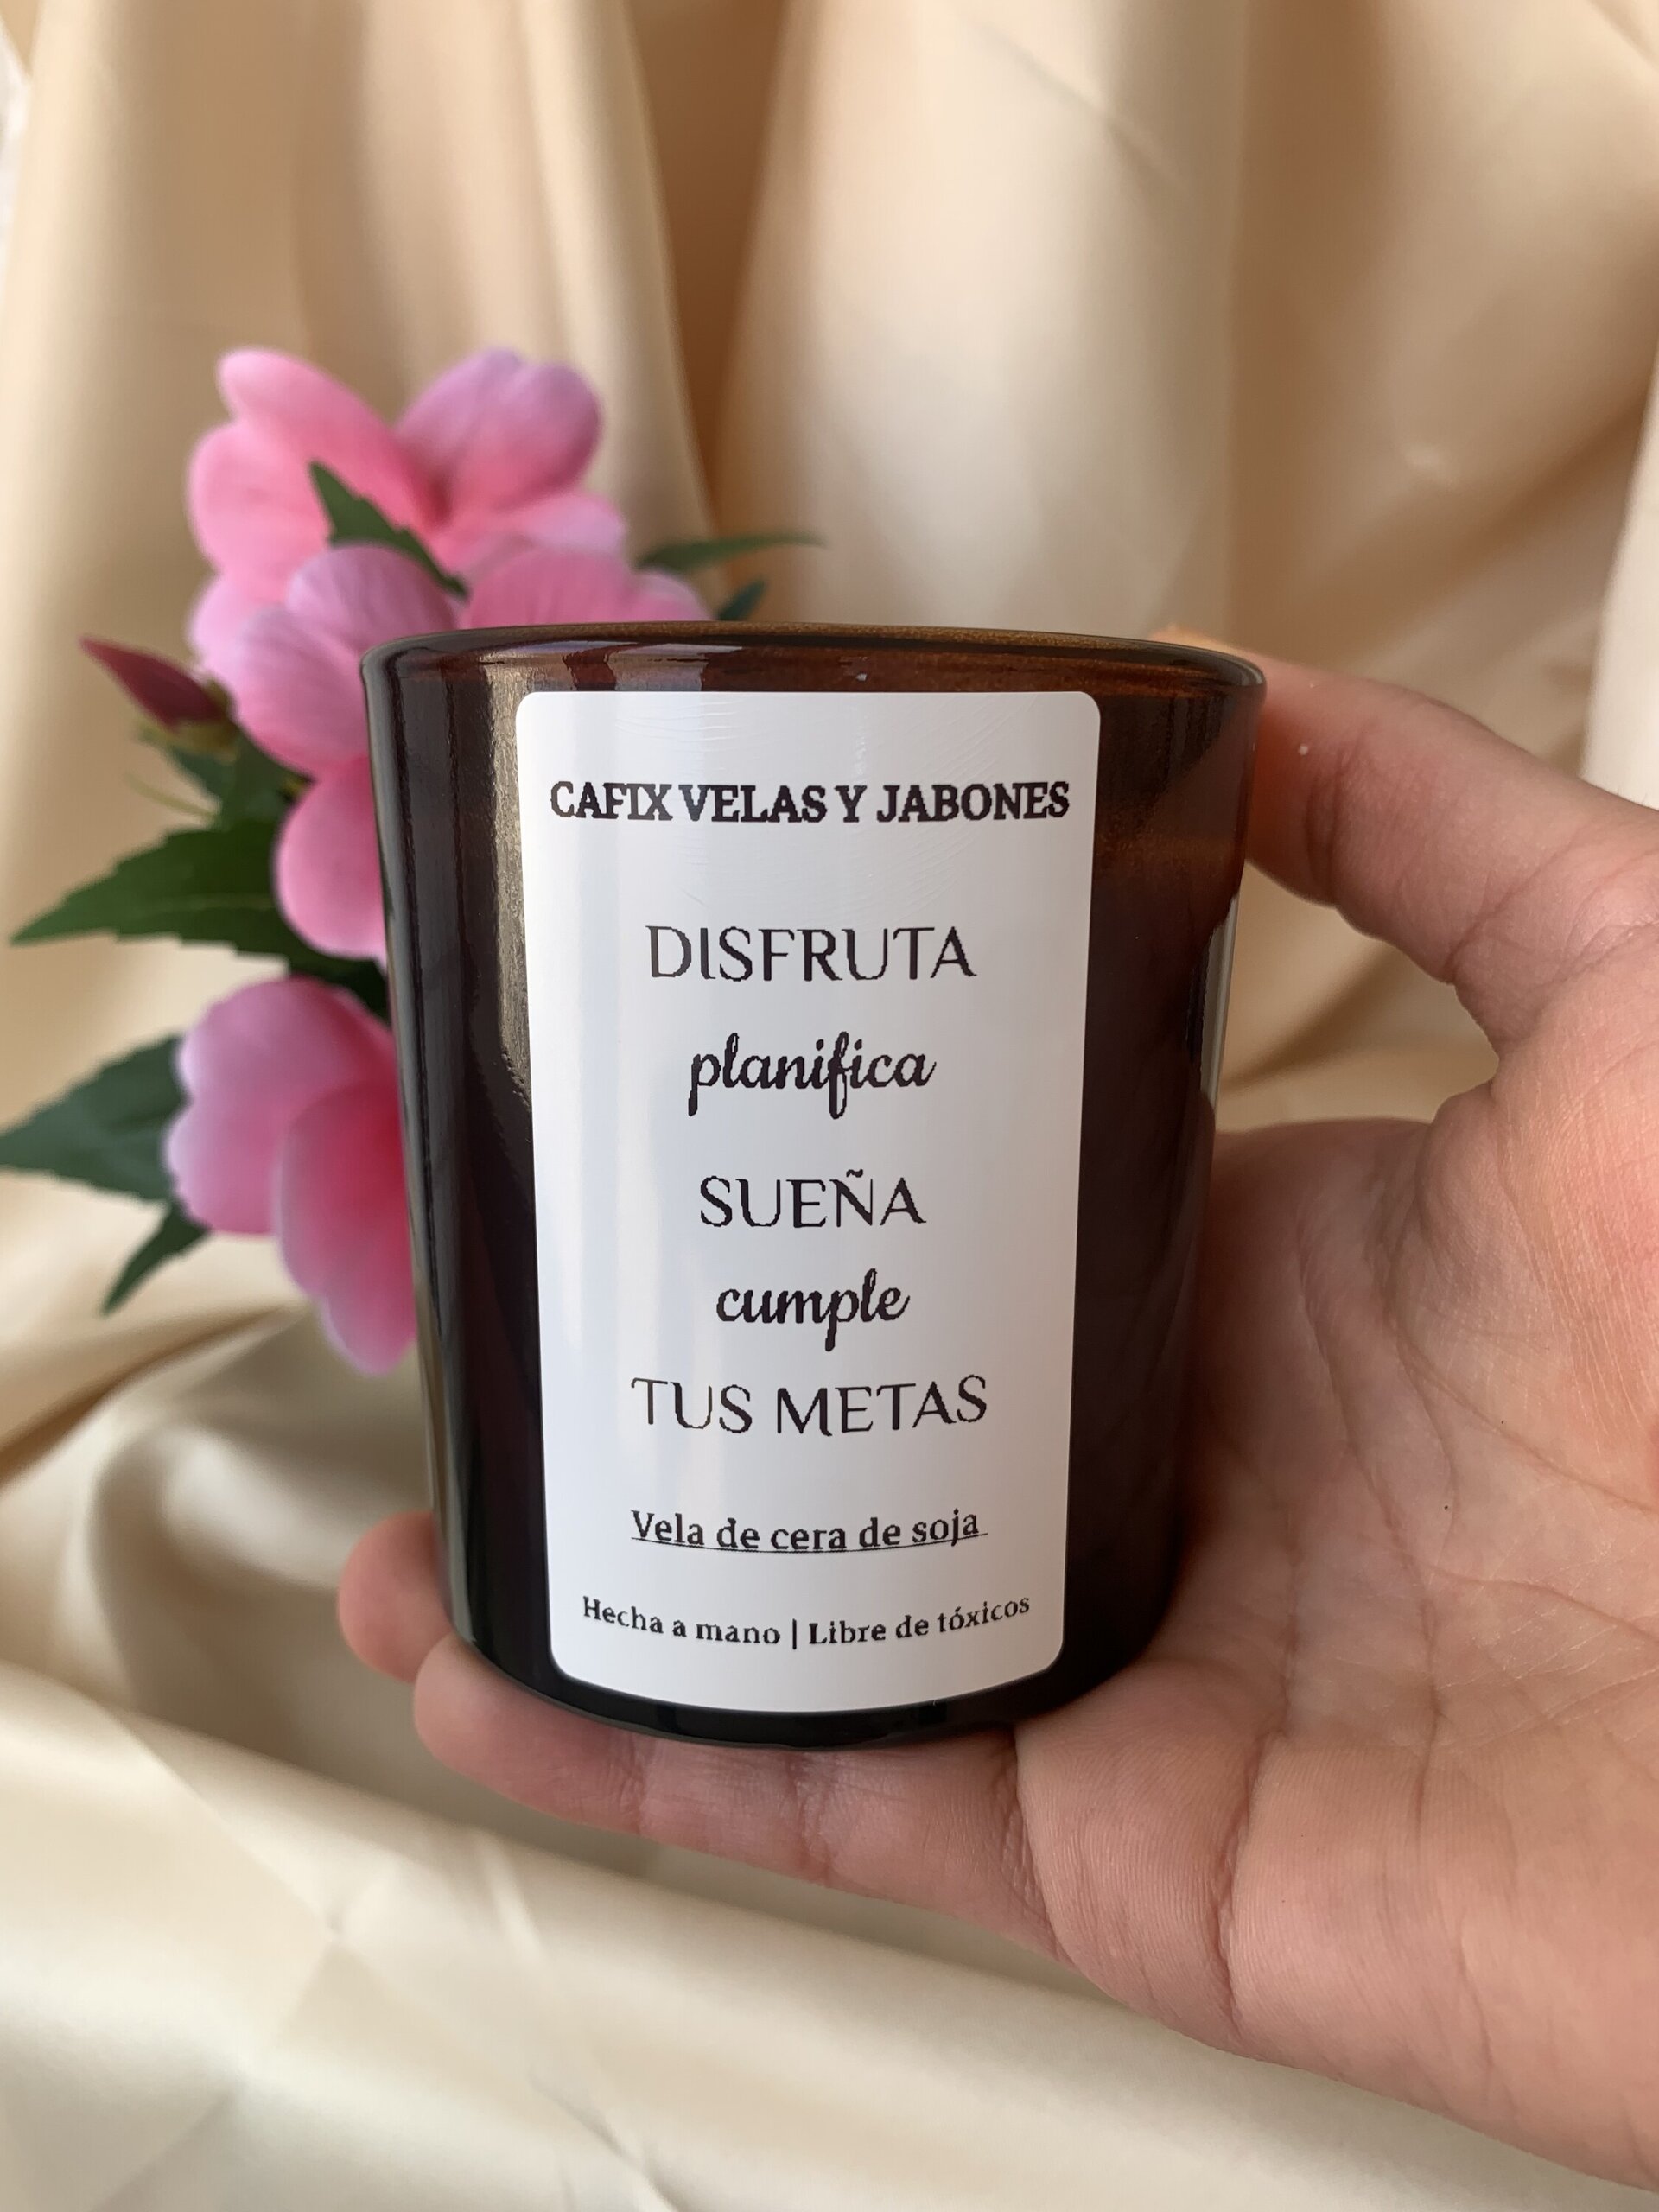 CAFIX VELAS Y JABONES
DISFRUTA
planifica
SUEÑA
cumple
TUS METAS
Vela de cera de soja
Hecha a mano | Libre de tóxicos